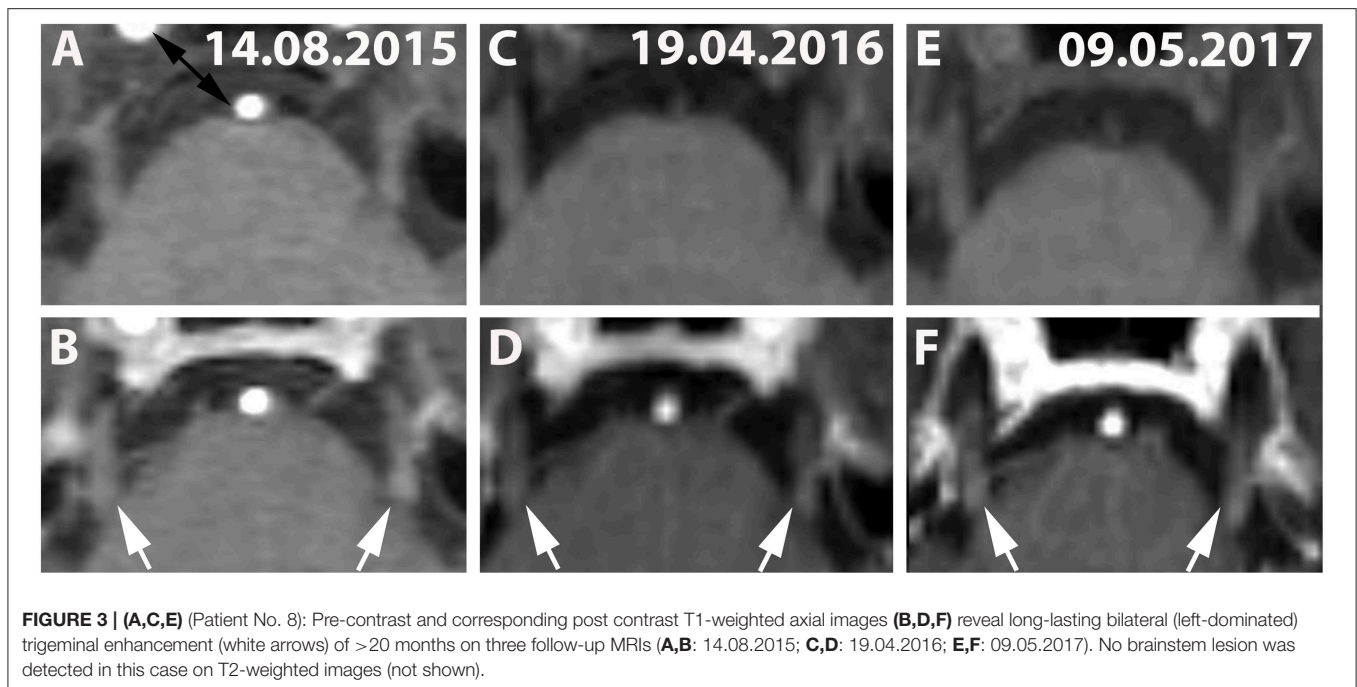 A 14.08.2015 C 19.04.2016 E 09.05.2017
B D F
FIGURE 3 | (A,C,E) (Patient No. 8): Pre-contrast and corresponding post contrast T1-weighted axial images (B,D,F) reveal long-lasting bilateral (left-dominated)
trigeminal enhancement (white arrows) of >20 months on three follow-up MRIs (A,B: 14.08.2015; C,D: 19.04.2016; E,F: 09.05.2017). No brainstem lesion was
detected in this case on T2-weighted images (not shown).